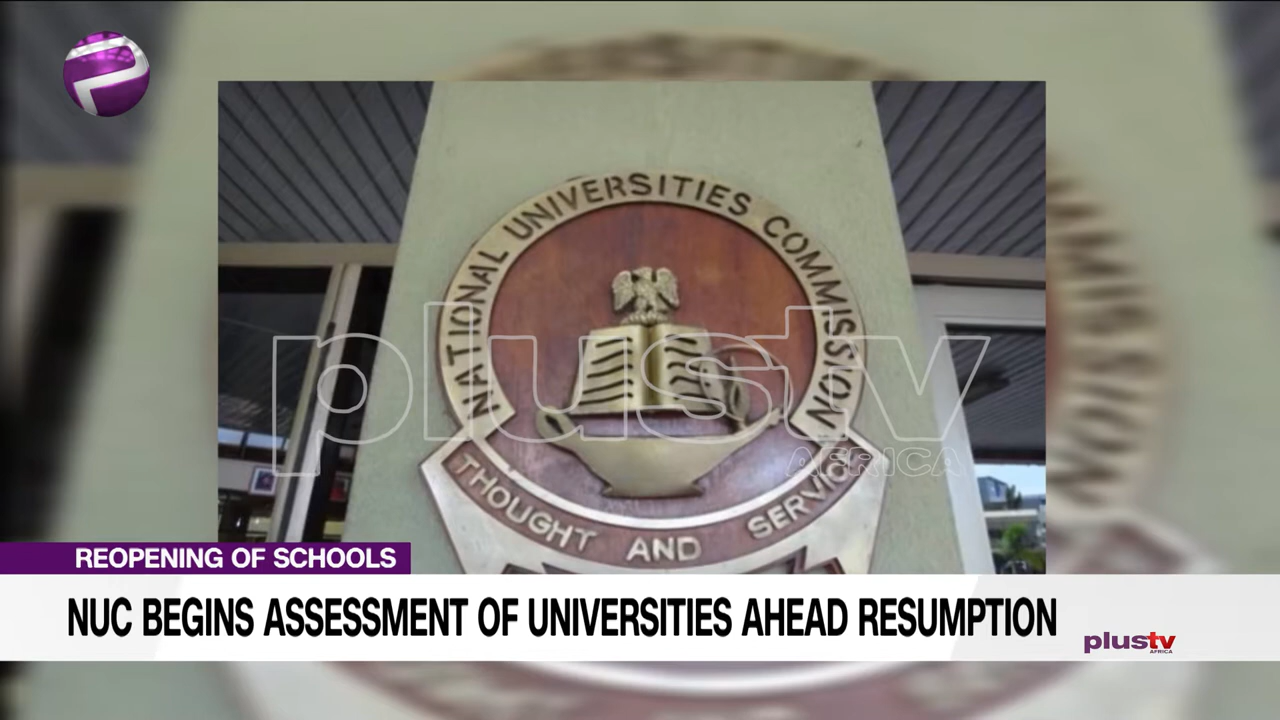 NATIONAL UNIVERSITIES COMMISSION
THOUGHT AND SERVICE
plustv
AFRICA
REOPENING OF SCHOOLS
NUC BEGINS ASSESSMENT OF UNIVERSITIES AHEAD RESUMPTION
plustv
AFRICA